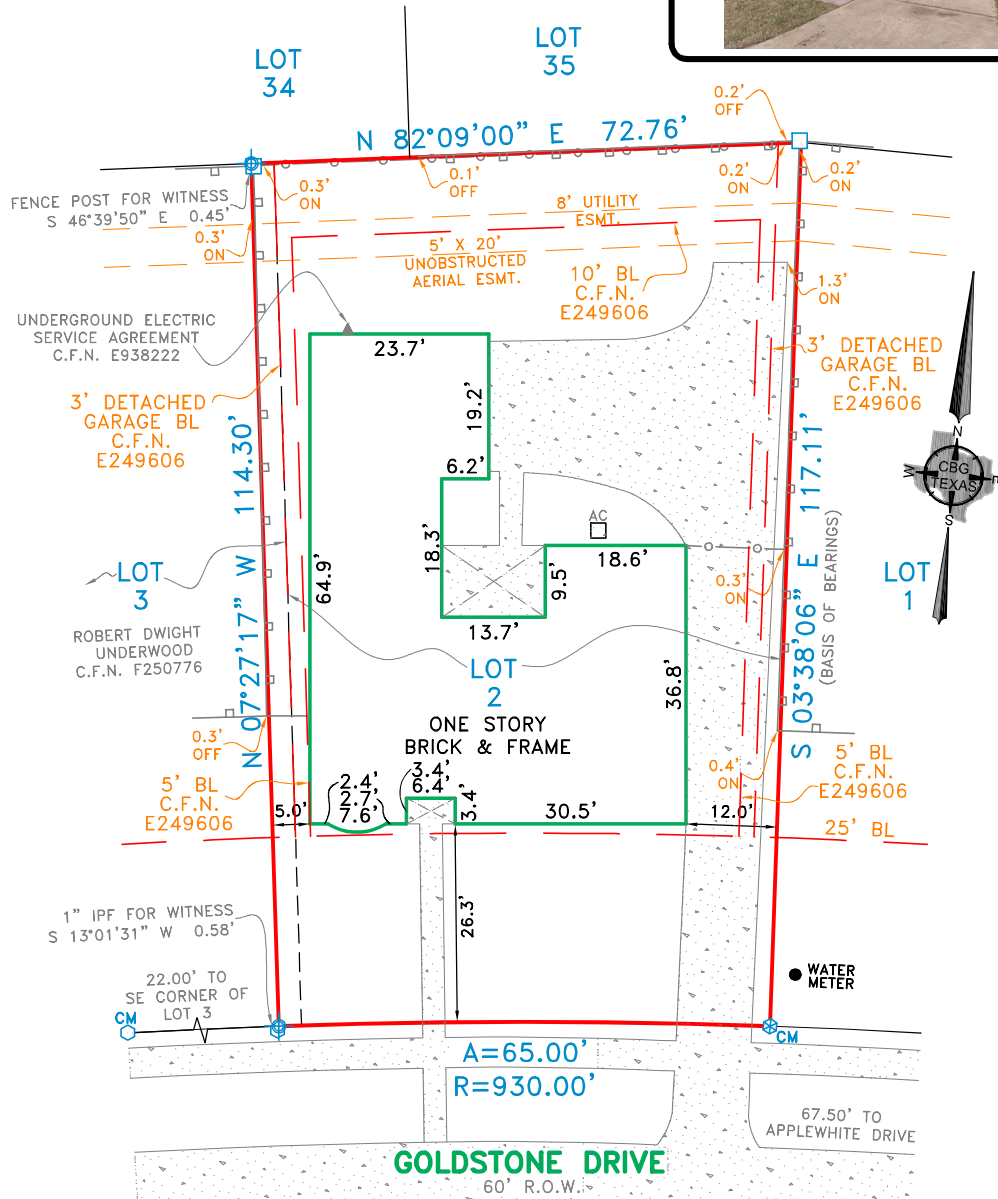 LOT
34
LOT
35
0.2'
OFF
N 82°09'00" E 72.76'
0.3'
ON
0.1'
OFF
0.2'
ON
0.2'
ON
FENCE POST FOR WITNESS
S 46°39'50" E 0.45'
0.3'
ON
8' UTILITY
ESMT.
5' X 20'
UNOBSTRUCTED
AERIAL ESMT.
10' BL
C.F.N.
E249606
1.3'
ON
UNDERGROUND ELECTRIC
SERVICE AGREEMENT
C.F.N. E938222
23.7'
3' DETACHED
GARAGE BL
C.F.N.
E249606
3' DETACHED
GARAGE BL
C.F.N.
E249606
19.2'
6.2'
N
W
E
S
CBG
TEXAS
N 07°27'17" W 114.30'
S 03°38'06" E 117.11'
(BASIS OF BEARINGS)
AC
18.3'
18.6'
9.5'
64.9'
13.7'
0.3'
ON
LOT
3
LOT
1
ROBERT DWIGHT
UNDERWOOD
C.F.N. F250776
LOT
2
36.8'
ONE STORY
BRICK & FRAME
0.3'
OFF
0.4'
ON
5' BL
C.F.N.
E249606
5' BL
C.F.N.
E249606
2.4'
2.7'
7.6'
3.4'
6.4'
3.4'
5.0'
30.5'
12.0'
25' BL
26.3'
1" IPF FOR WITNESS
S 13°01'31" W 0.58'
22.00' TO
SE CORNER OF
LOT 3
WATER
METER
CM
CM
A=65.00'
R=930.00'
67.50' TO
APPLEWHITE DRIVE
GOLDSTONE DRIVE
60' R.O.W.